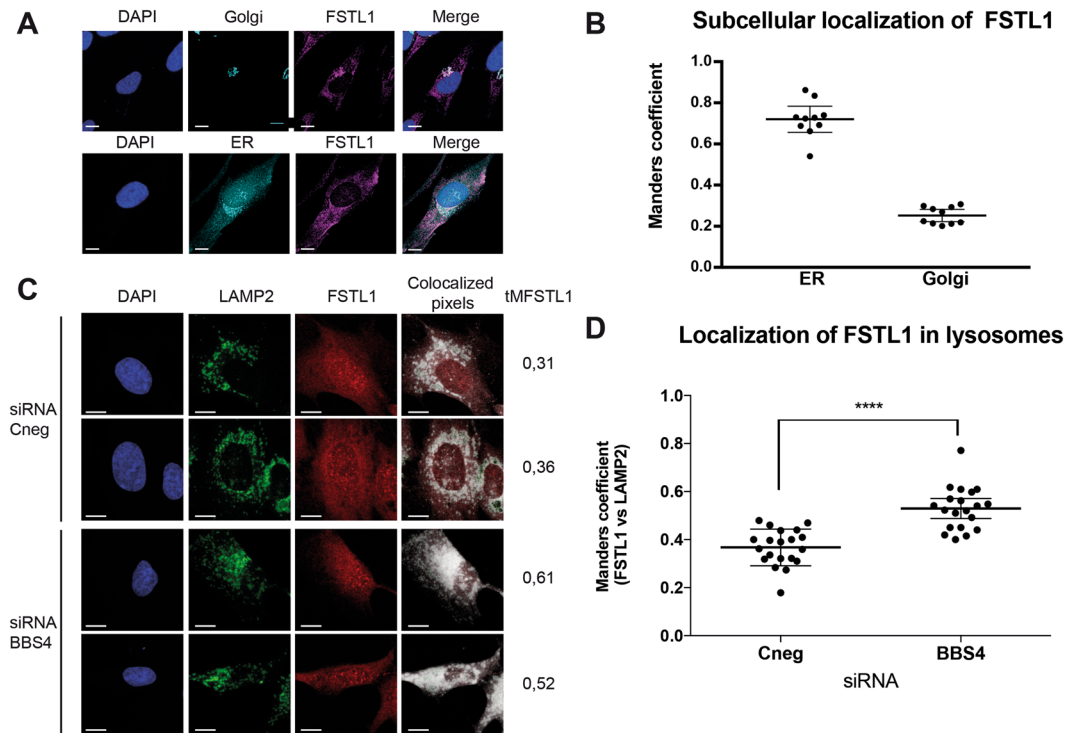 A
DAPI Golgi FSTL1 Merge
DAPI ER FSTL1 Merge
B
Subcellular localization of FSTL1
Manders coefficient
1.0
0.8
0.6
0.4
0.2
0.0
ER Golgi
C
DAPI LAMP2 FSTL1 Colocalized
pixels tMFSTL1
siRNA
Cneg
0,31
0,36
siRNA
BBS4
0,61
0,52
D
Localization of FSTL1 in lysosomes
Manders coefficient
(FSTL1 vs LAMP2)
1.0
0.8
0.6
0.4
0.2
0.0
****
Cneg BBS4
siRNA